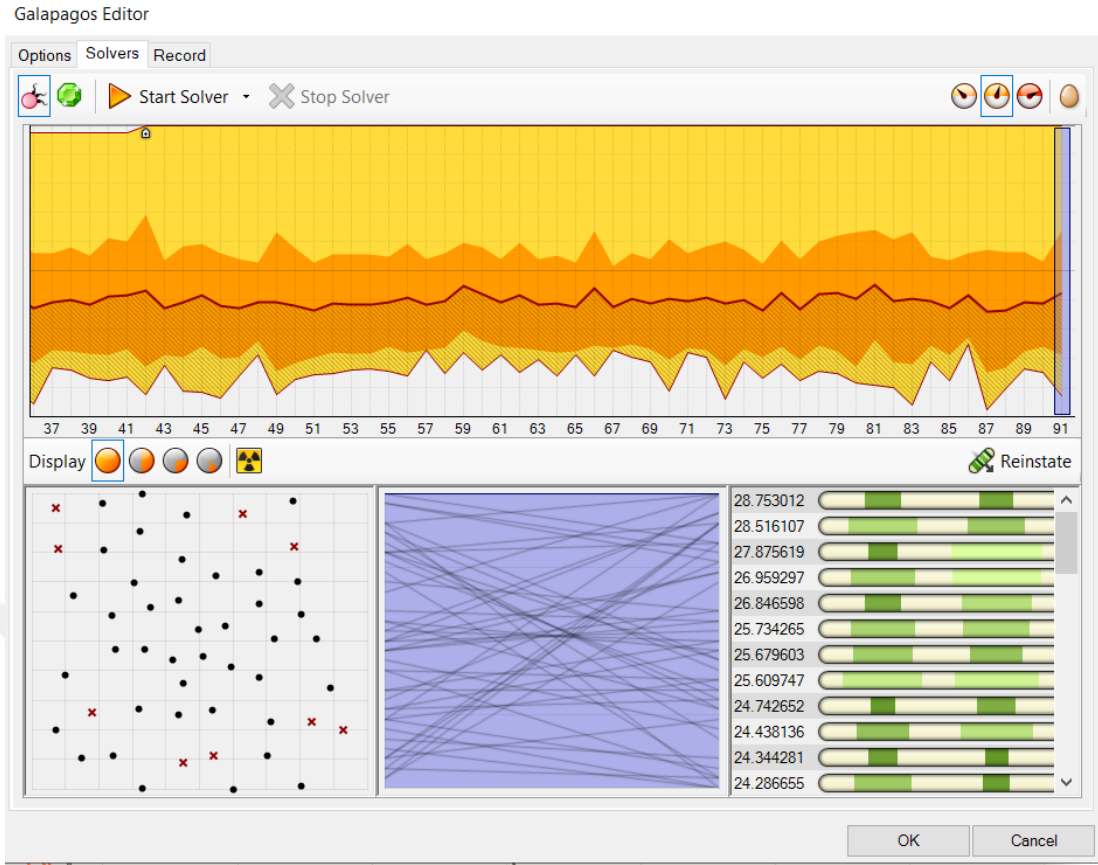 Galapagos Editor
Options Solvers Record
Start Solver Stop Solver
37 39 41 43 45 47 49 51 53 55 57 59 61 63 65 67 69 71 73 75 77 79 81 83 85 87 89 91
Display Reinstate
28.753012
28.516107
27.875619
26.959297
26.846598
25.734265
25.679603
25.609747
24.742652
24.438136
24.344281
24.286655
OK Cancel